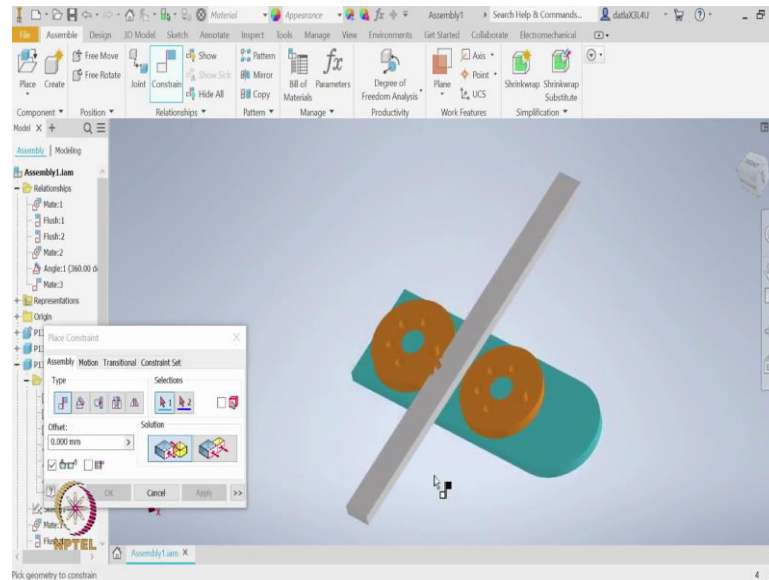 Material Appearance fx Assembly1 Search Help & Commands... datlaX3L4U
File Assemble Design 3D Model Sketch Annotate Inspect Tools Manage View Environments Get Started Collaborate Electromechanical
Free Move Show Pattern fx Axis
Free Rotate Show Sick Mirror Point
Place Create Joint Constrain Hide All Copy Bill of Materials Parameters Degree of Freedom Analysis Plane UCS Shrinkwrap Shrinkwrap Substitute
Component Position Relationships Pattern Manage Productivity Work Features Simplification
Model X +
Assembly | Modeling
Assembly1.iam
Relationships
Mate:1
Flush:1
Flush:2
Mate:2
Angle:1 (360.00 d
Mate:3
Representations
Origin
Place Constraint
Assembly Motion Transitional Constraint Set
Type Selections
1 2
Offset: Solution
0.000 mm >
? OK Cancel Apply >>
NPTEL
Assembly1.iam X
Pick geometry to constrain 4